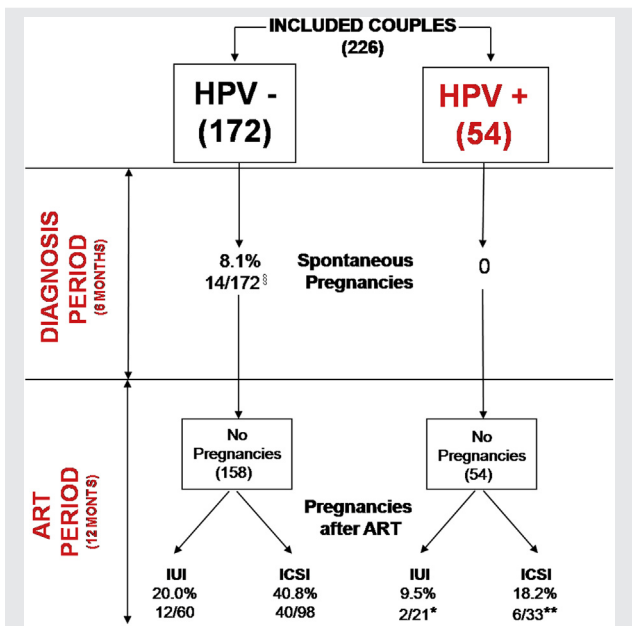 INCLUDED COUPLES
(226)
HPV -
(172)
HPV +
(54)
DIAGNOSIS
PERIOD
(6 MONTHS)
8.1%
14/172§
Spontaneous
Pregnancies
0
ART
PERIOD
(12 MONTS)
No
Pregnancies
(158)
No
Pregnancies
(54)
Pregnancies
after ART
IUI
20.0%
12/60
ICSI
40.8%
40/98
IUI
9.5%
2/21*
ICSI
18.2%
6/33**